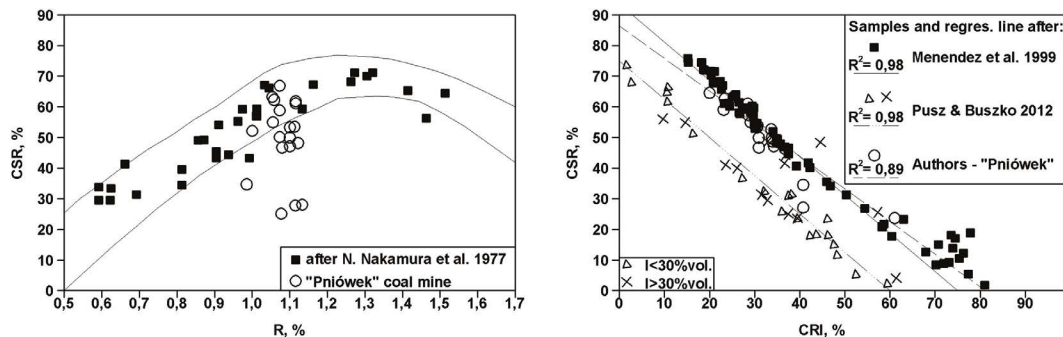 90
80
70
60
50
40
30
20
10
0
CSR, %
0,5 0,6 0,7 0,8 0,9 1,0 1,1 1,2 1,3 1,4 1,5 1,6 1,7
R, %
after N. Nakamura et al. 1977
"Pniówek" coal mine
90
80
70
60
50
40
30
20
10
0
CSR, %
0 10 20 30 40 50 60 70 80 90
CRI, %
Samples and regres. line after:
R²= 0,98 Menendez et al. 1999
R²= 0,98 Pusz & Buszko 2012
R²= 0,89 Authors - "Pniówek"
I<30%vol.
I>30%vol.